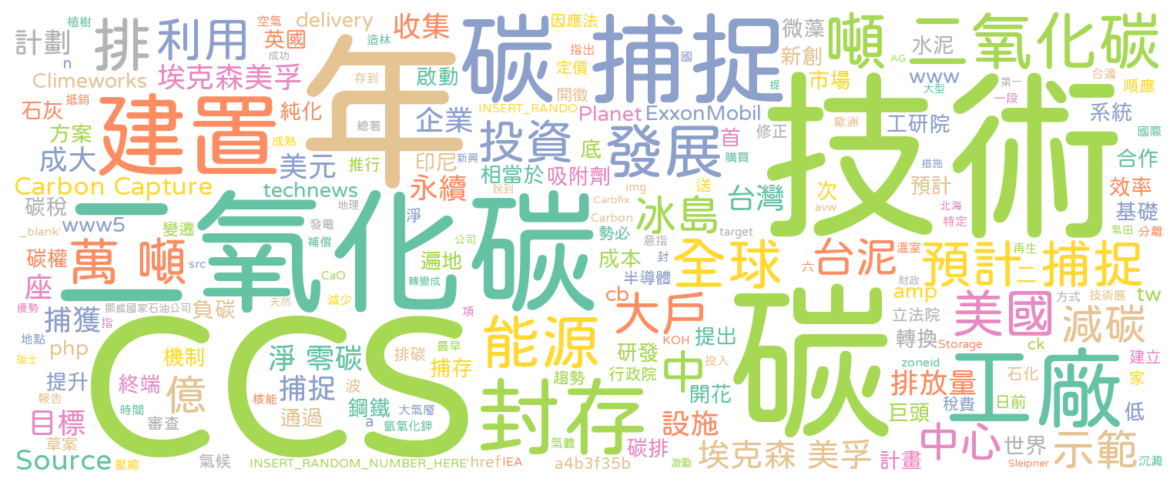 植樹 空氣 delivery 收集 因應法 微藻 噸 二氧化碳
計劃 排 利用 英國 造林 年 碳 捕捉 指出 國 新創 水泥 AG
n 成功
Climeworks 埃克森美孚 存到 啟動 定價 市場 www 第一 合濤 大型
石灰 抵銷 純化 INSERT_RANDO 開徵 提 一段 順應
建置 總署 企業 Planet ExxonMobil 技術
方案 成熟 投資 發展 首 修正 歐洲 工研院 系統 國際
成大 美元 推行 印尼 新興 底 購買 措施 合作
Carbon Capture technews 永續 相當於 吸附劑 台灣 次 預計 效率
碳稅 地理 說到 img 送 冰島 北海 基礎
_blank' www5 變遷 發電 淨 Carbfix Carbon 勢必 意指 target avw 特定 氣田 分離
二氧化碳
碳權 萬 噸 src 補償 公司 遍地 成本 封 全球 六 台泥 溫室 再生 預計 二 捕捉
座 CaO 轉變成 半導體 財政
優勢 挪威國家石油公司 負碳 天然 減少 項 cb amp 方式 技術展 tw
地點 捕獲 指 CCS 能源 大戶 碳 立法院 美國 減碳
瑞士 php 機制 淨 零碳 排碳 最早 研發 KOH 提出 轉換 ck 建立
提升 終端 核能 捕捉 波 捕存 趨勢 行政院 中 投入 Storage zoneid 工廠 石化 家
報告 時間 億 鋼鐵 大氣層 封存 開花 排放量 日前
目標 審查 通過 a 氫氧化鉀 設施 巨頭 稅費 低
草案 氣體 碳排 中心 世界 示範
Source 壓縮 氣候 INSERT_RANDOM_NUMBER_HERE' href IEA a4b3f35b 激勵 埃克森 美孚 計畫 Sleipner 沉澱